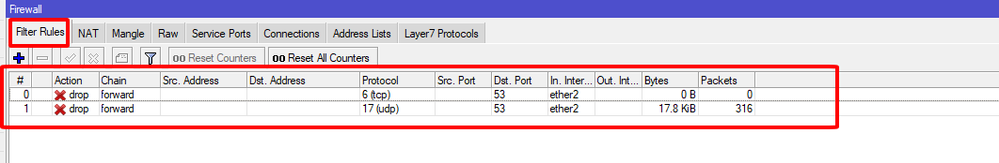 Firewall
Filter Rules NAT Mangle Raw Service Ports Connections Address Lists Layer7 Protocols
00 Reset Counters 00 Reset All Counters
# Action Chain Src. Address Dst. Address Protocol Src. Port Dst. Port In. Inter... Out. Int... Bytes Packets
0 drop forward 6 (tcp) 53 ether2 0 B 0
1 drop forward 17 (udp) 53 ether2 17.8 KiB 316